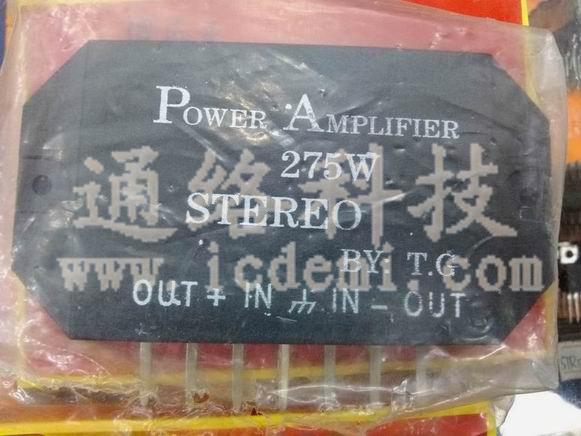 POWER AMPLIFIER
275W
通络科技
STEREO
www.icdemi.com
BY: T.G
OUT + IN ⏚ IN - OUT